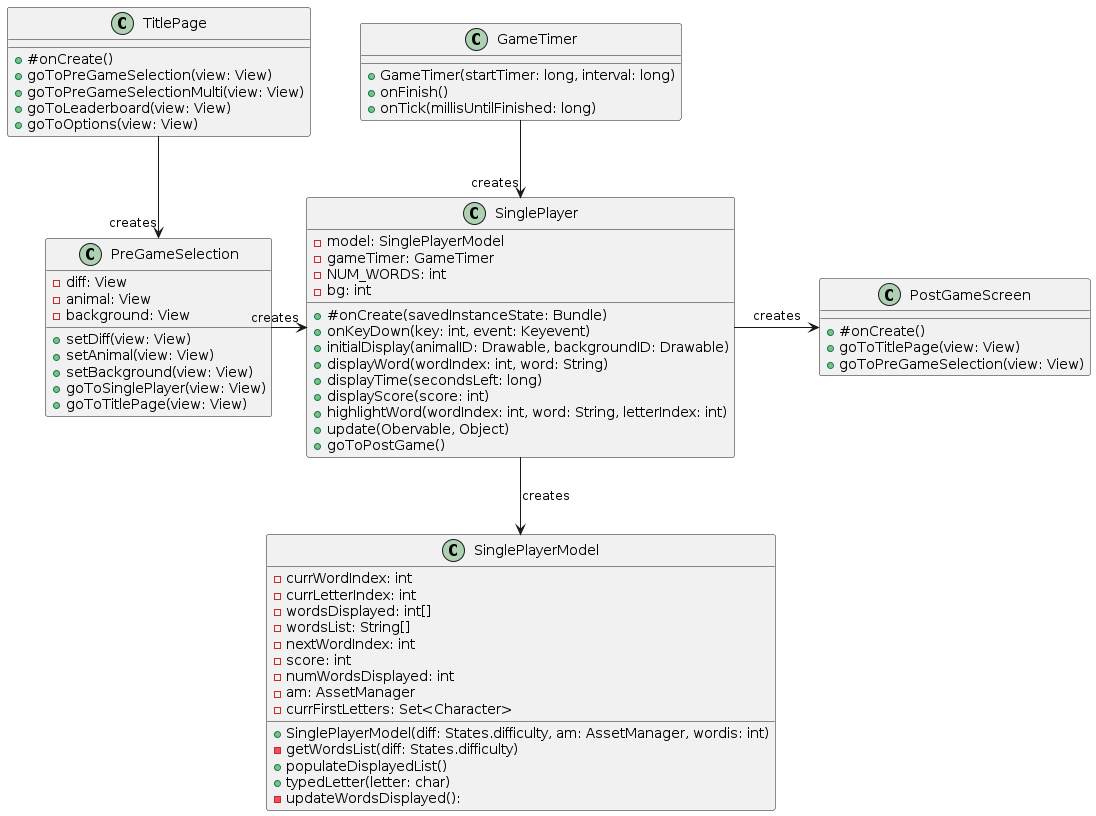 C TitlePage
#onCreate()
goToPreGameSelection(view: View)
goToPreGameSelectionMulti(view: View)
goToLeaderboard(view: View)
goToOptions(view: View)
C GameTimer
GameTimer(startTimer: long, interval: long)
onFinish()
onTick(millisUntilFinished: long)
creates
creates
C PreGameSelection
diff: View
animal: View
background: View
setDiff(view: View)
setAnimal(view: View)
setBackground(view: View)
goToSinglePlayer(view: View)
goToTitlePage(view: View)
creates
C SinglePlayer
model: SinglePlayerModel
gameTimer: GameTimer
NUM_WORDS: int
bg: int
#onCreate(savedInstanceState: Bundle)
onKeyDown(key: int, event: Keyevent)
initialDisplay(animalID: Drawable, backgroundID: Drawable)
displayWord(wordIndex: int, word: String)
displayTime(secondsLeft: long)
displayScore(score: int)
highlightWord(wordIndex: int, word: String, letterIndex: int)
update(Obervable, Object)
goToPostGame()
creates
C PostGameScreen
#onCreate()
goToTitlePage(view: View)
goToPreGameSelection(view: View)
creates
C SinglePlayerModel
currWordIndex: int
currLetterIndex: int
wordsDisplayed: int[]
wordsList: String[]
nextWordIndex: int
score: int
numWordsDisplayed: int
am: AssetManager
currFirstLetters: Set<Character>
SinglePlayerModel(diff: States.difficulty, am: AssetManager, wordis: int)
getWordsList(diff: States.difficulty)
populateDisplayedList()
typedLetter(letter: char)
updateWordsDisplayed():